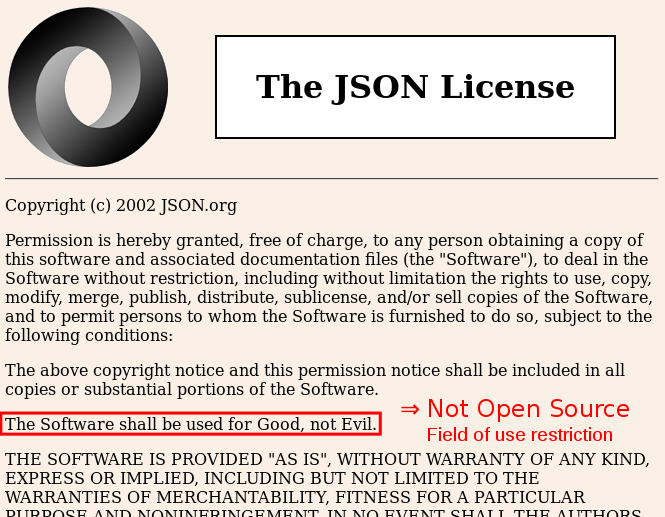 The JSON License
Copyright (c) 2002 JSON.org
Permission is hereby granted, free of charge, to any person obtaining a copy of
this software and associated documentation files (the "Software"), to deal in the
Software without restriction, including without limitation the rights to use, copy,
modify, merge, publish, distribute, sublicense, and/or sell copies of the Software,
and to permit persons to whom the Software is furnished to do so, subject to the
following conditions:
The above copyright notice and this permission notice shall be included in all
copies or substantial portions of the Software.
⇒ Not Open Source
The Software shall be used for Good, not Evil.
Field of use restriction
THE SOFTWARE IS PROVIDED "AS IS", WITHOUT WARRANTY OF ANY KIND,
EXPRESS OR IMPLIED, INCLUDING BUT NOT LIMITED TO THE
WARRANTIES OF MERCHANTABILITY, FITNESS FOR A PARTICULAR
PURPOSE AND NONINFRINGEMENT. IN NO EVENT SHALL THE AUTHORS